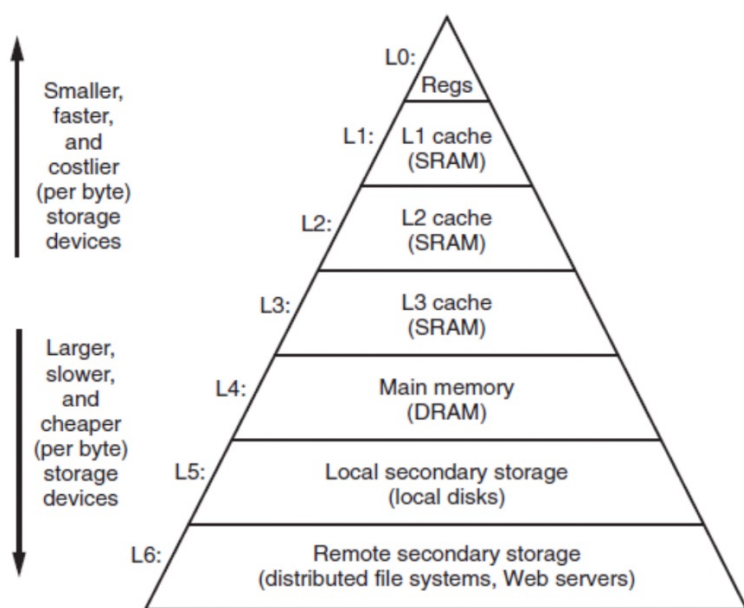 L0:
Regs
Smaller,
faster,
and
costlier
(per byte)
storage
devices
L1:
L1 cache
(SRAM)
L2:
L2 cache
(SRAM)
L3:
L3 cache
(SRAM)
Larger,
slower,
and
cheaper
(per byte)
storage
devices
L4:
Main memory
(DRAM)
L5:
Local secondary storage
(local disks)
L6:
Remote secondary storage
(distributed file systems, Web servers)